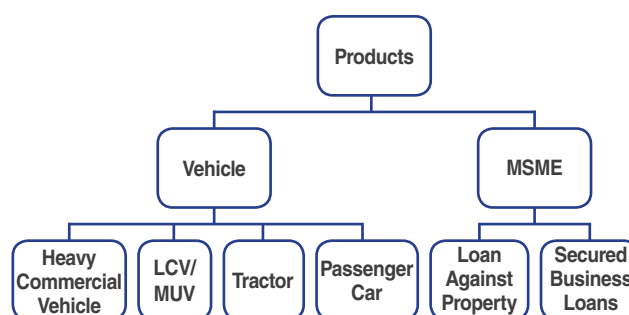 Products
Vehicle
MSME
Heavy
Commercial
Vehicle
LCV/
MUV
Tractor
Passenger
Car
Loan
Against
Property
Secured
Business
Loans